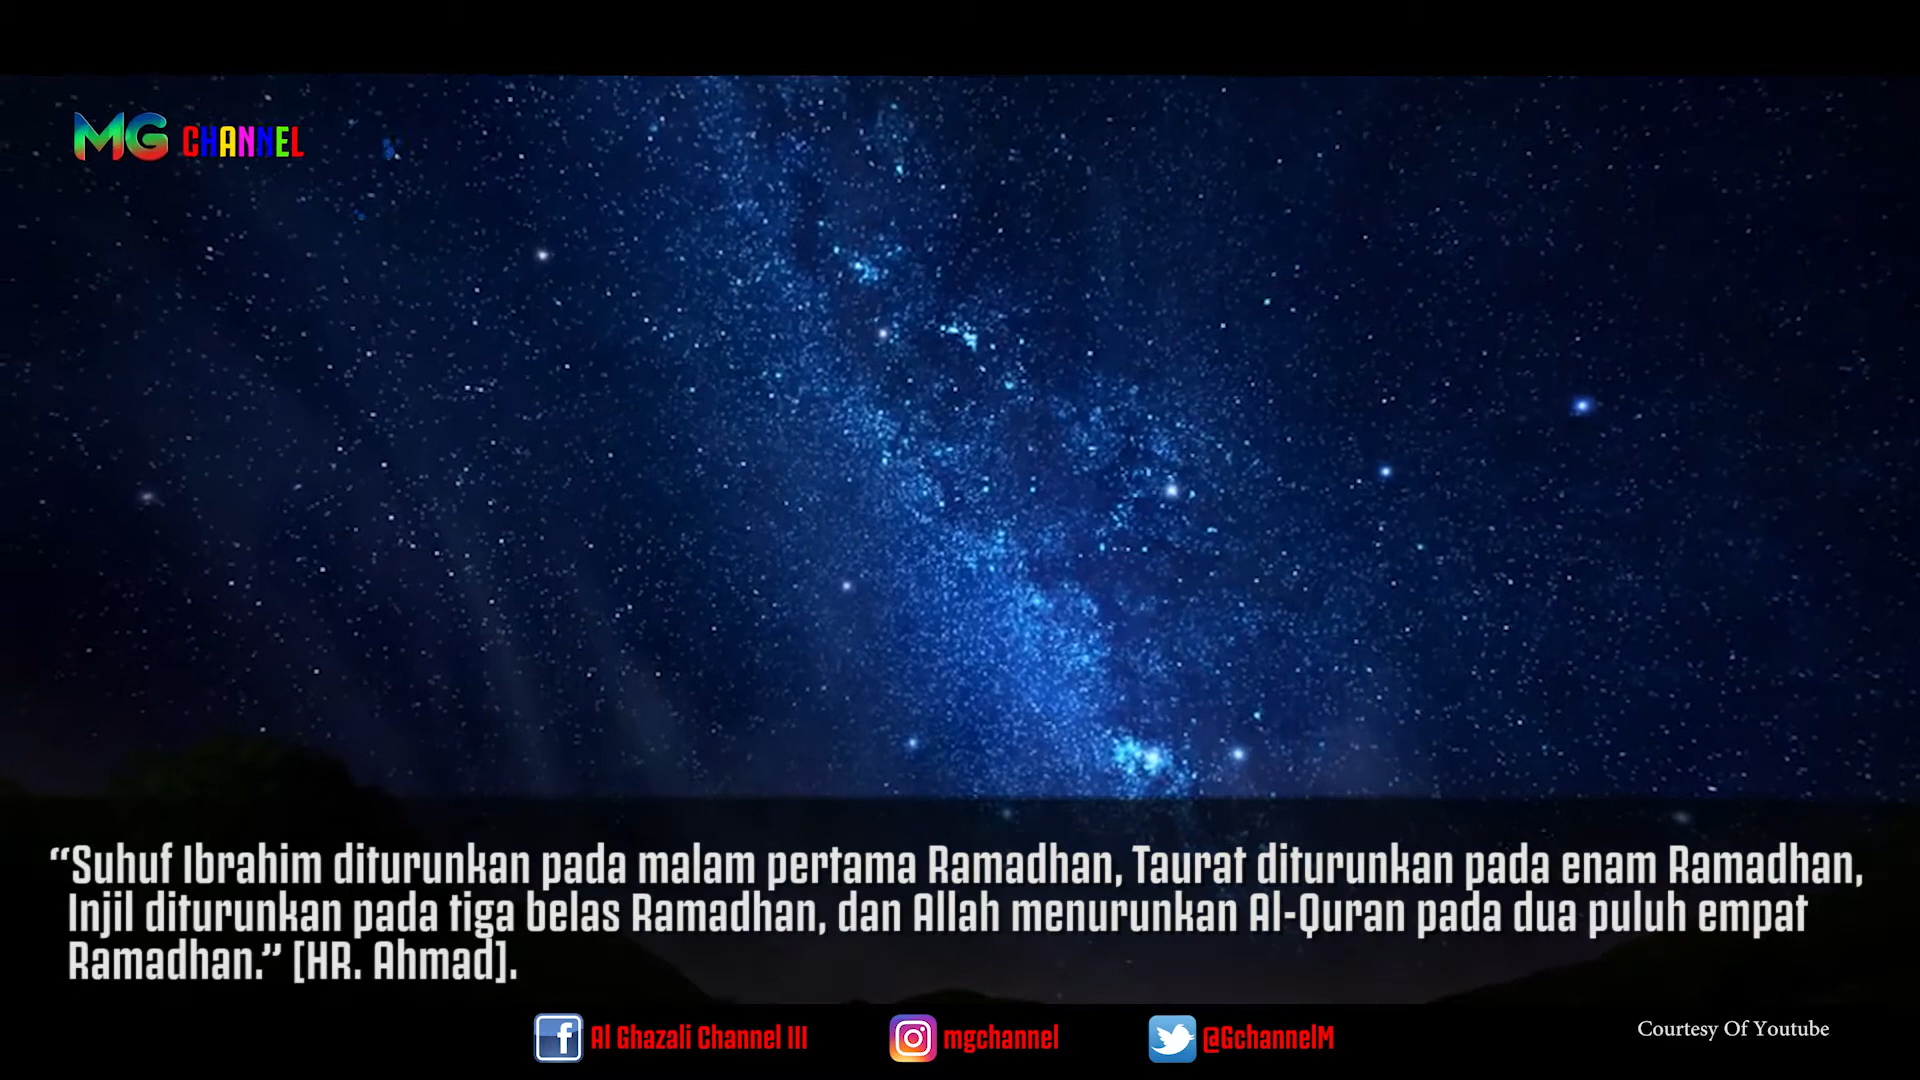 MG CHANNEL
“Suhuf Ibrahim diturunkan pada malam pertama Ramadhan, Taurat diturunkan pada enam Ramadhan,
Injil diturunkan pada tiga belas Ramadhan, dan Allah menurunkan Al-Quran pada dua puluh empat
Ramadhan.” [HR. Ahmad].
Al Ghazali Channel III
mgchannel
@GchannelM
Courtesy Of Youtube